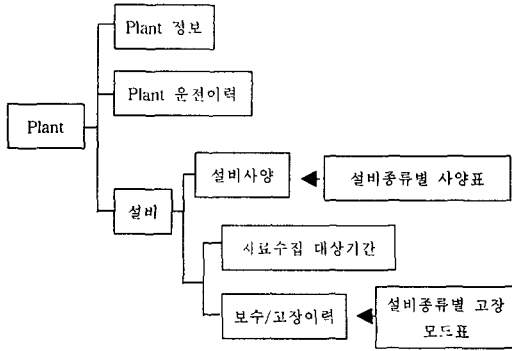 Plant 정보
Plant 운전이력
Plant
설비사양
설비종류별 사양표
설비
자료수집 대상기간
보수/고장이력
설비종류별 고장
모드표